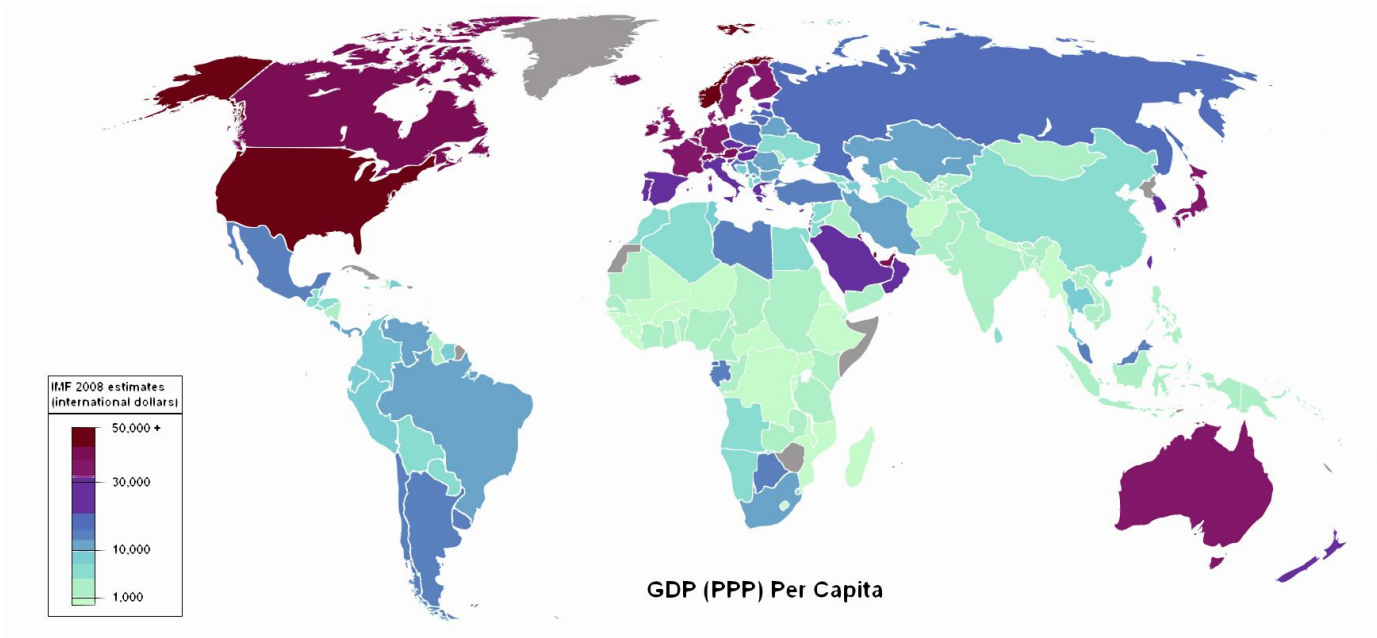 IMF 2008 estimates
(international dollars)
50,000 +
30,000
10,000
1,000
GDP (PPP) Per Capita